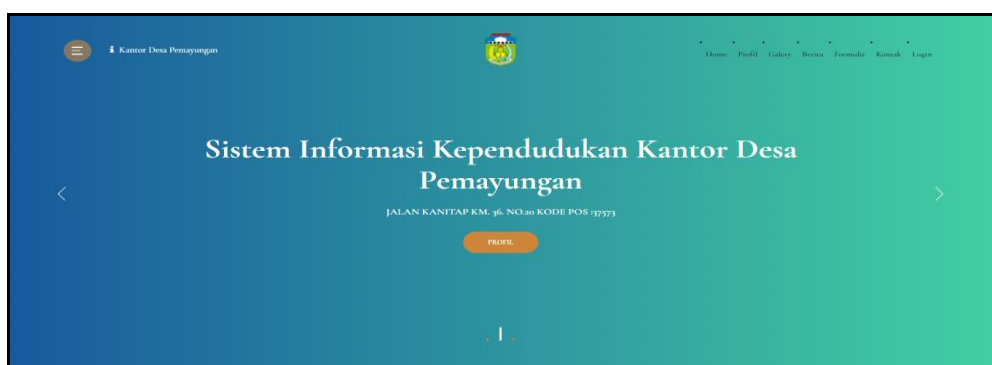 Kantor Desa Pemayungan
Home Profil Galery Berita Formulir Kontak Login
Sistem Informasi Kependudukan Kantor Desa
Pemayungan
JALAN KANITAP KM. 36. NO.20 KODE POS :37573
PROFIL